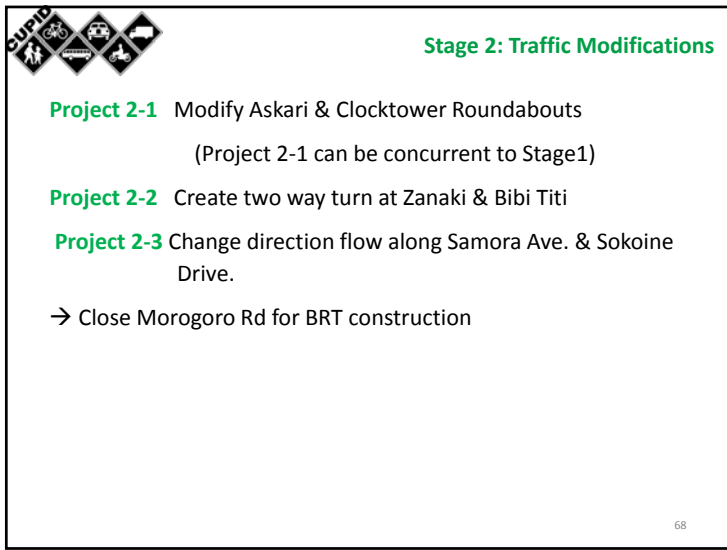 CUPID
Stage 2: Traffic Modifications
Project 2-1 Modify Askari & Clocktower Roundabouts
(Project 2-1 can be concurrent to Stage1)
Project 2-2 Create two way turn at Zanaki & Bibi Titi
Project 2-3 Change direction flow along Samora Ave. & Sokoine
Drive.
→ Close Morogoro Rd for BRT construction
68